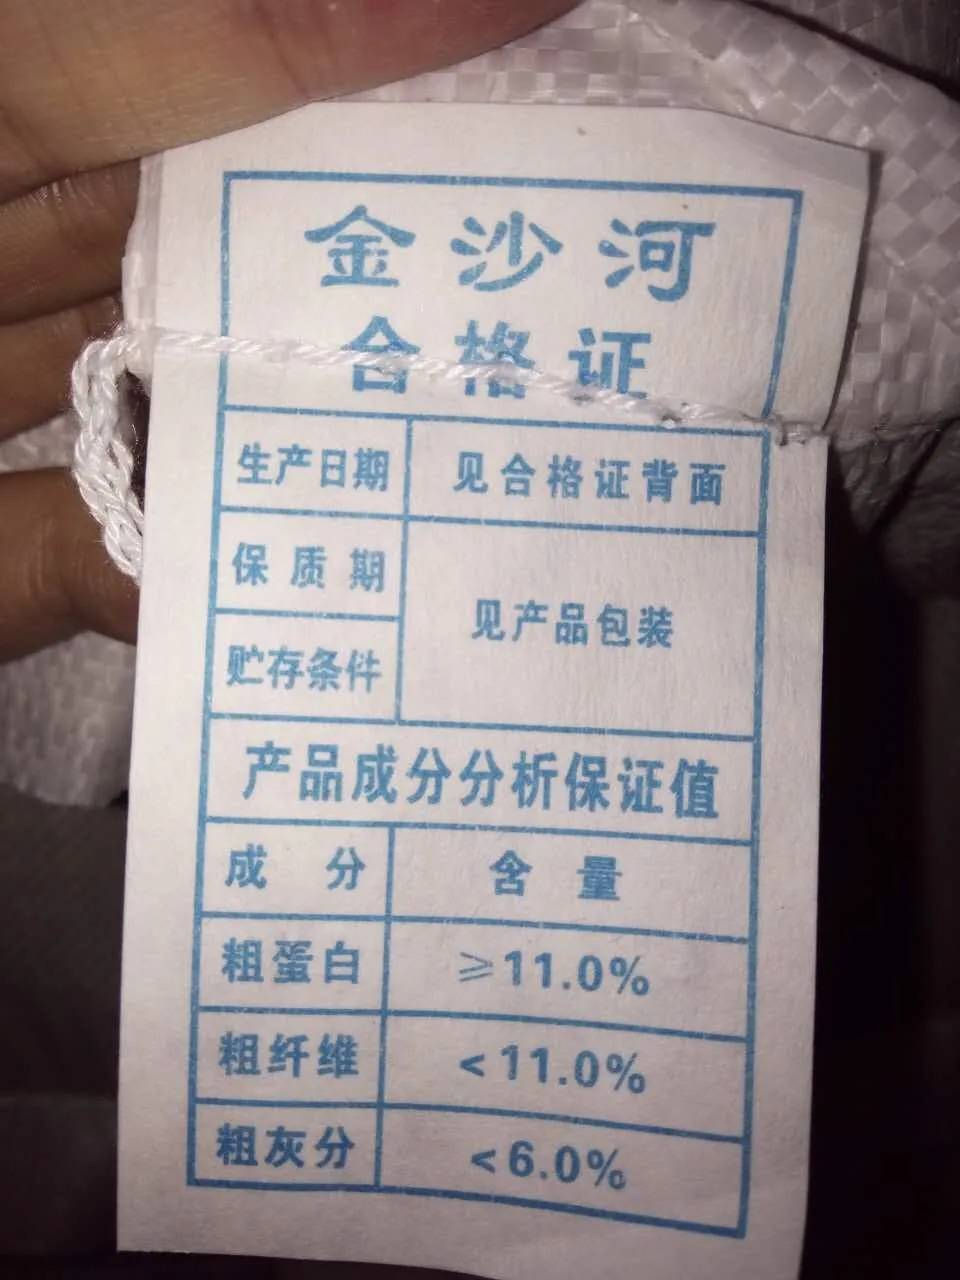 金沙河
合格证
生产日期 见合格证背面
保质期
见产品包装
贮存条件
产品成分分析保证值
成分 含量
粗蛋白 ≥11.0%
粗纤维 <11.0%
粗灰分 <6.0%